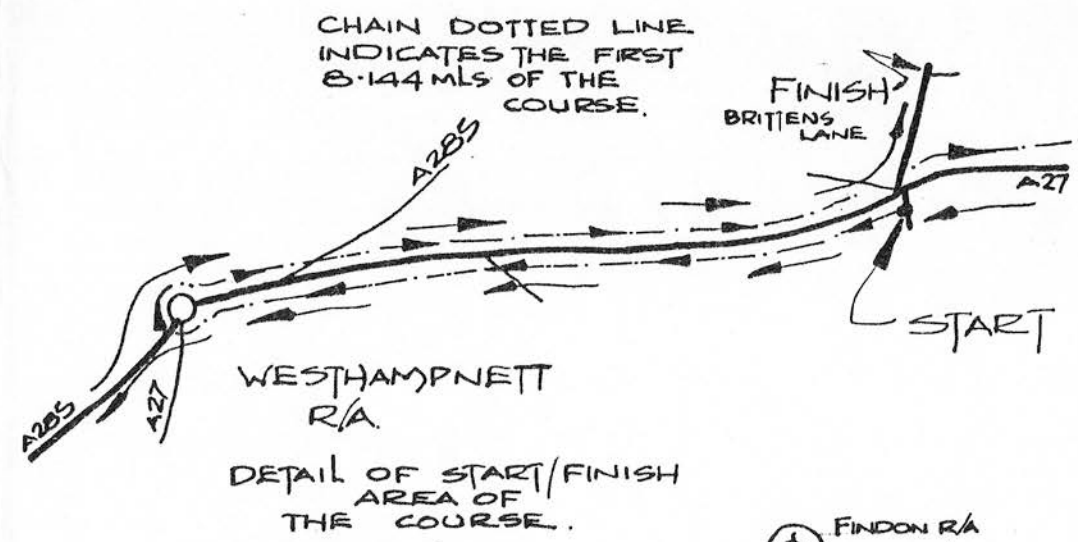 CHAIN DOTTED LINE
INDICATES THE FIRST
8·144 MLS OF THE
COURSE.
A285
FINISH
BRITTENS
LANE
A27
START
WESTHAMPNETT
R/A.
A285
A27
DETAIL OF START/FINISH
AREA OF
THE COURSE.
FINDON R/A